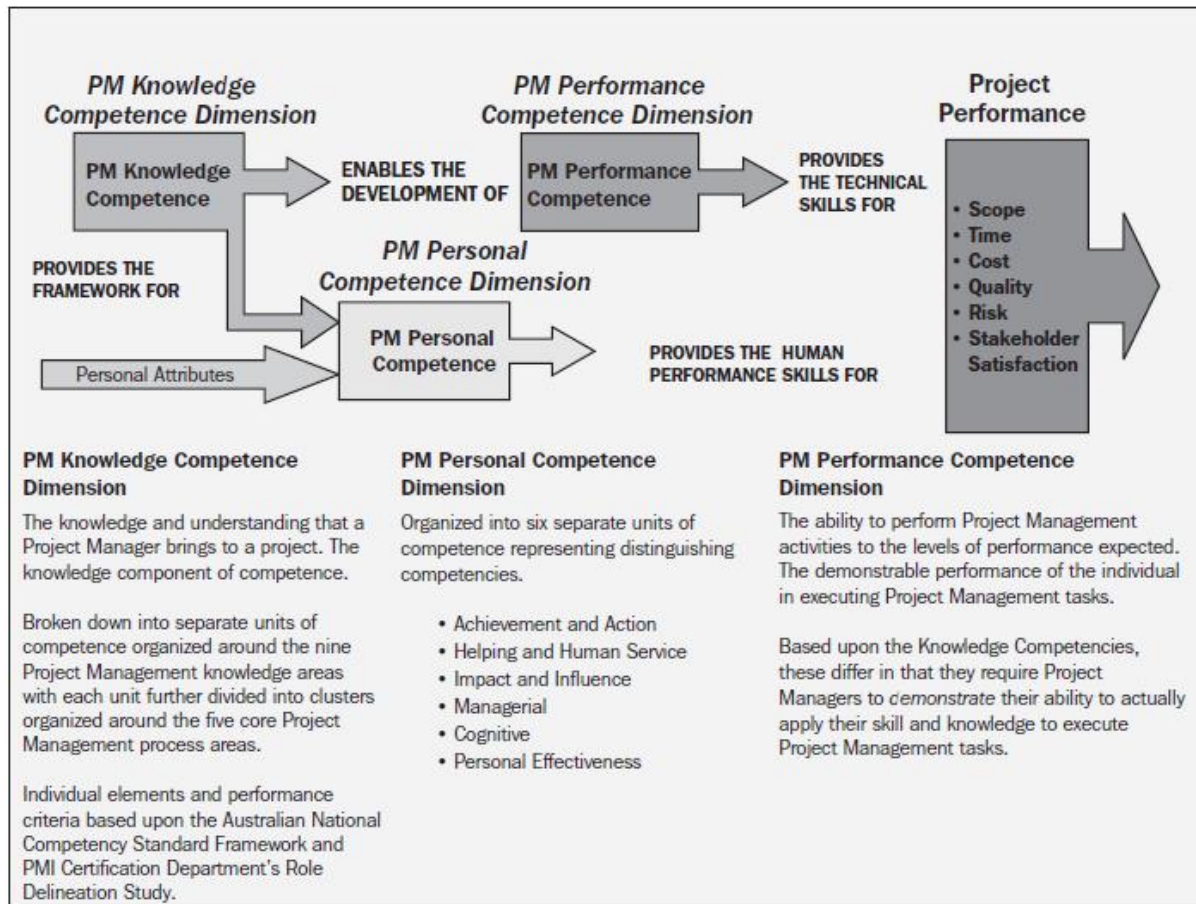 PM Knowledge
Competence Dimension
PM Knowledge
Competence
ENABLES THE
DEVELOPMENT OF
PM Performance
Competence Dimension
PM Performance
Competence
PROVIDES
THE TECHNICAL
SKILLS FOR
Project
Performance
• Scope
• Time
• Cost
• Quality
• Risk
• Stakeholder
Satisfaction
PROVIDES THE
FRAMEWORK FOR
PM Personal
Competence Dimension
PM Personal
Competence
Personal Attributes
PROVIDES THE HUMAN
PERFORMANCE SKILLS FOR
PM Knowledge Competence
Dimension
The knowledge and understanding that a
Project Manager brings to a project. The
knowledge component of competence.
Broken down into separate units of
competence organized around the nine
Project Management knowledge areas
with each unit further divided into clusters
organized around the five core Project
Management process areas.
Individual elements and performance
criteria based upon the Australian National
Competency Standard Framework and
PMI Certification Department's Role
Delineation Study.
PM Personal Competence
Dimension
Organized into six separate units of
competence representing distinguishing
competencies.
• Achievement and Action
• Helping and Human Service
• Impact and Influence
• Managerial
• Cognitive
• Personal Effectiveness
PM Performance Competence
Dimension
The ability to perform Project Management
activities to the levels of performance expected.
The demonstrable performance of the individual
in executing Project Management tasks.
Based upon the Knowledge Competencies,
these differ in that they require Project
Managers to demonstrate their ability to actually
apply their skill and knowledge to execute
Project Management tasks.